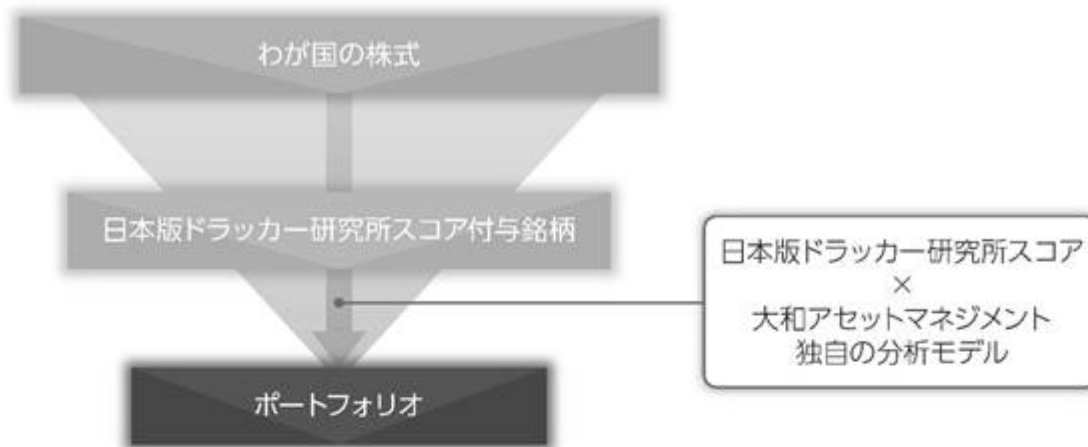 わが国の株式
日本版ドラッカー研究所スコア付与銘柄
日本版ドラッカー研究所スコア
×
大和アセットマネジメント
独自の分析モデル
ポートフォリオ